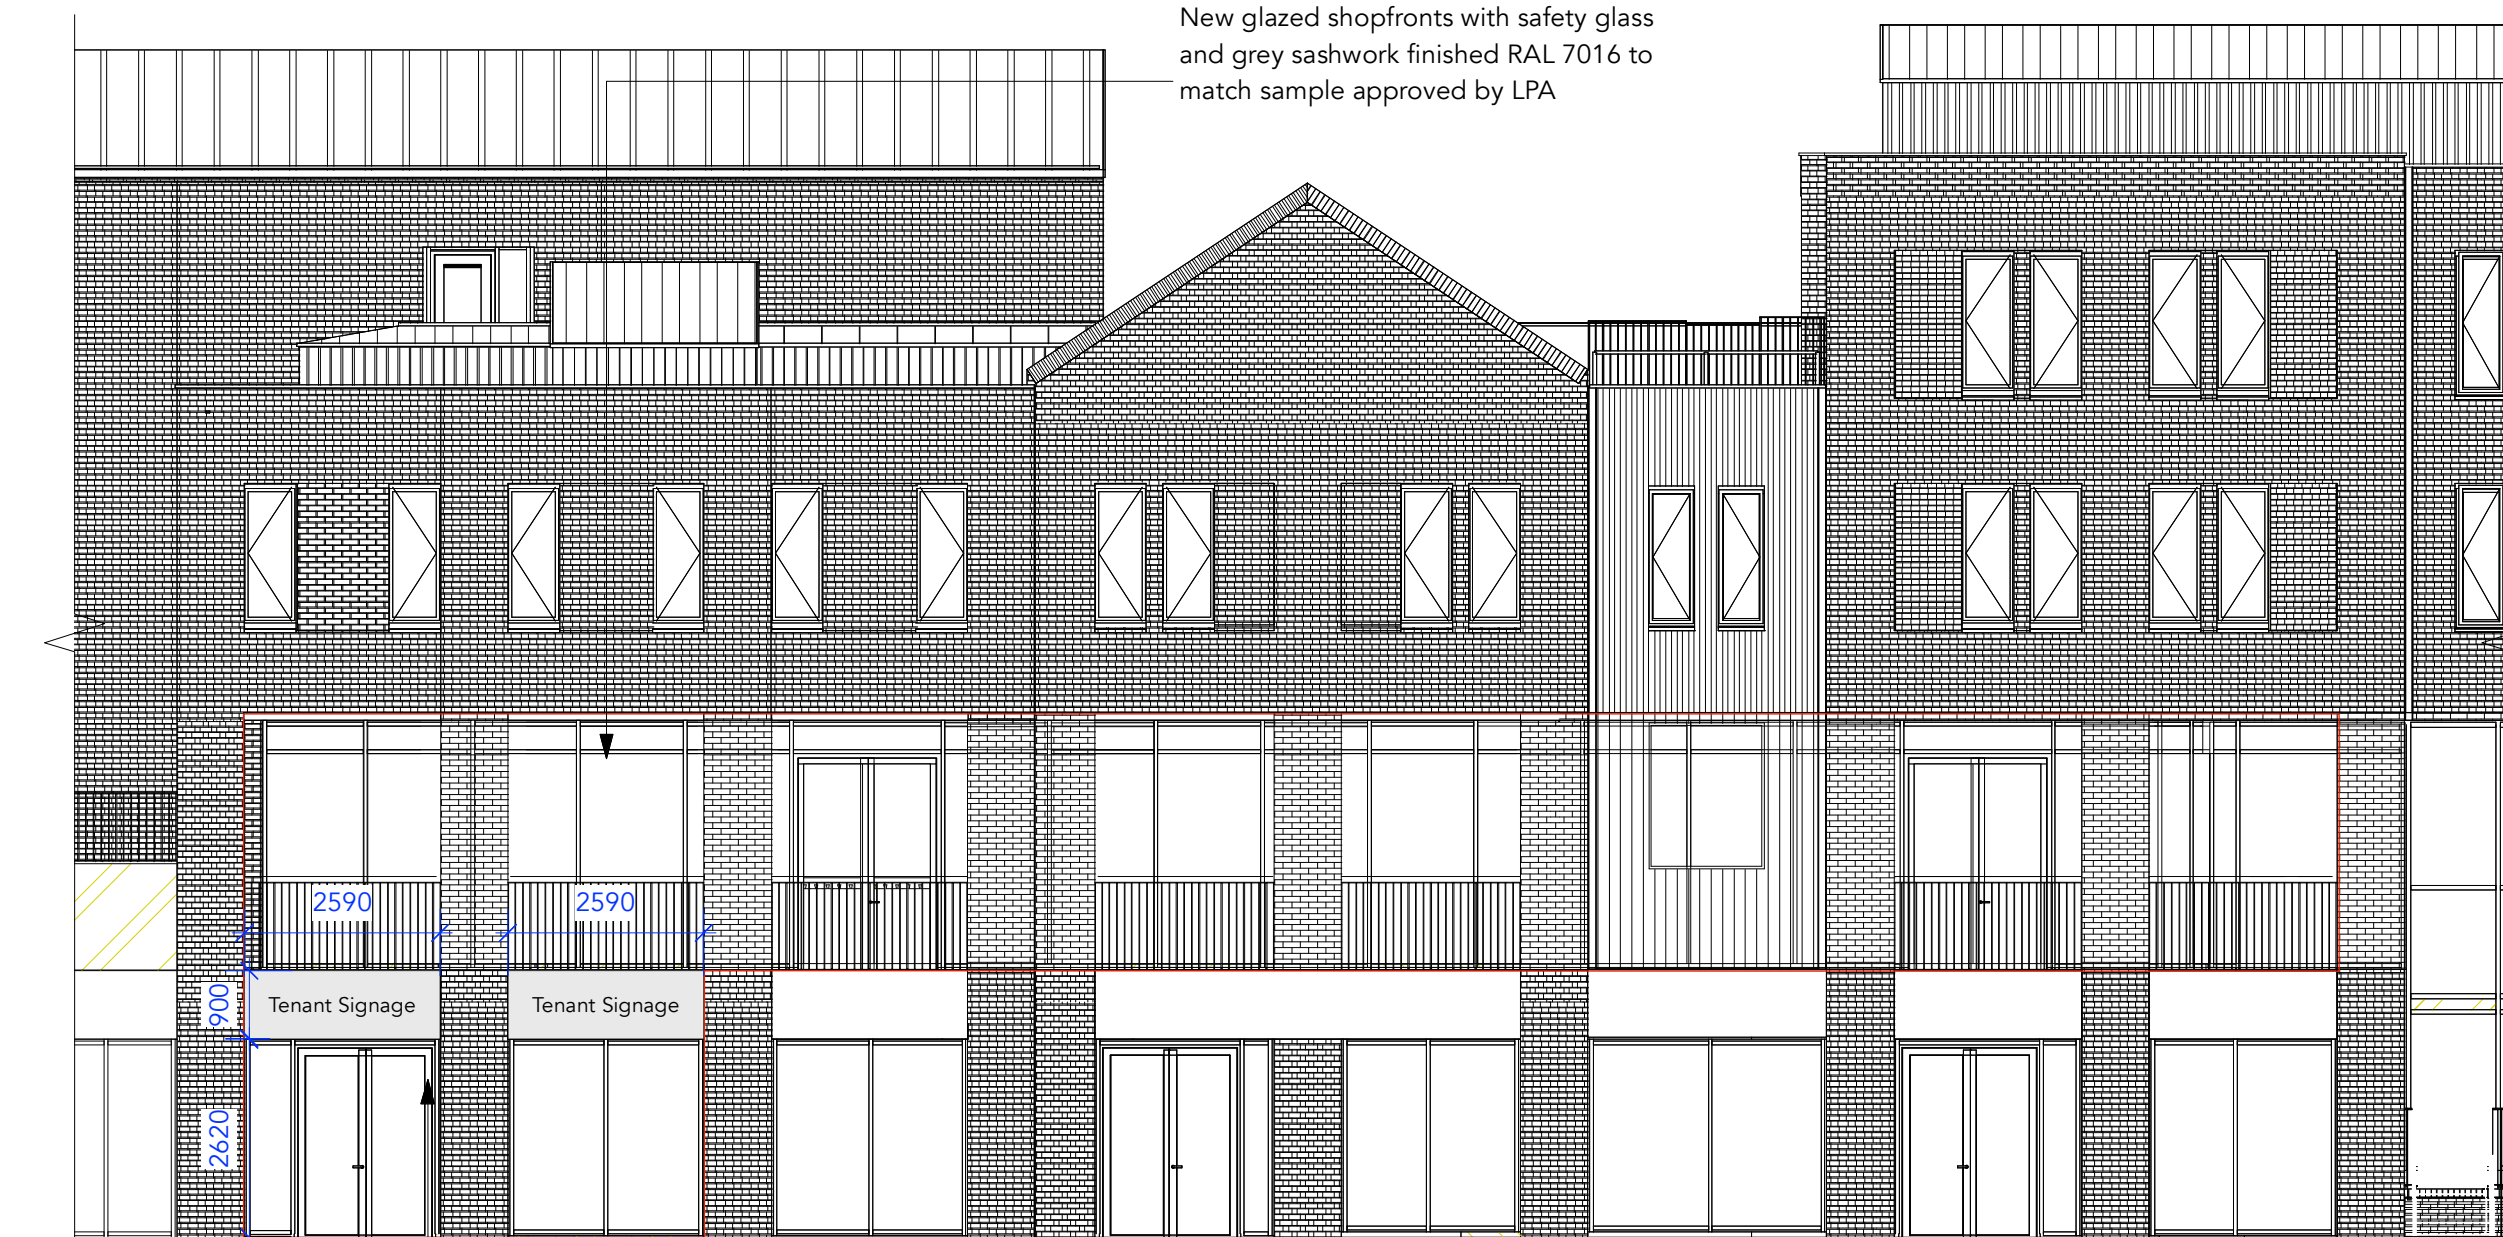 New glazed shopfronts with safety glass
and grey sashwork finished RAL 7016 to
match sample approved by LPA
2590
2590
900
Tenant Signage
Tenant Signage
2620